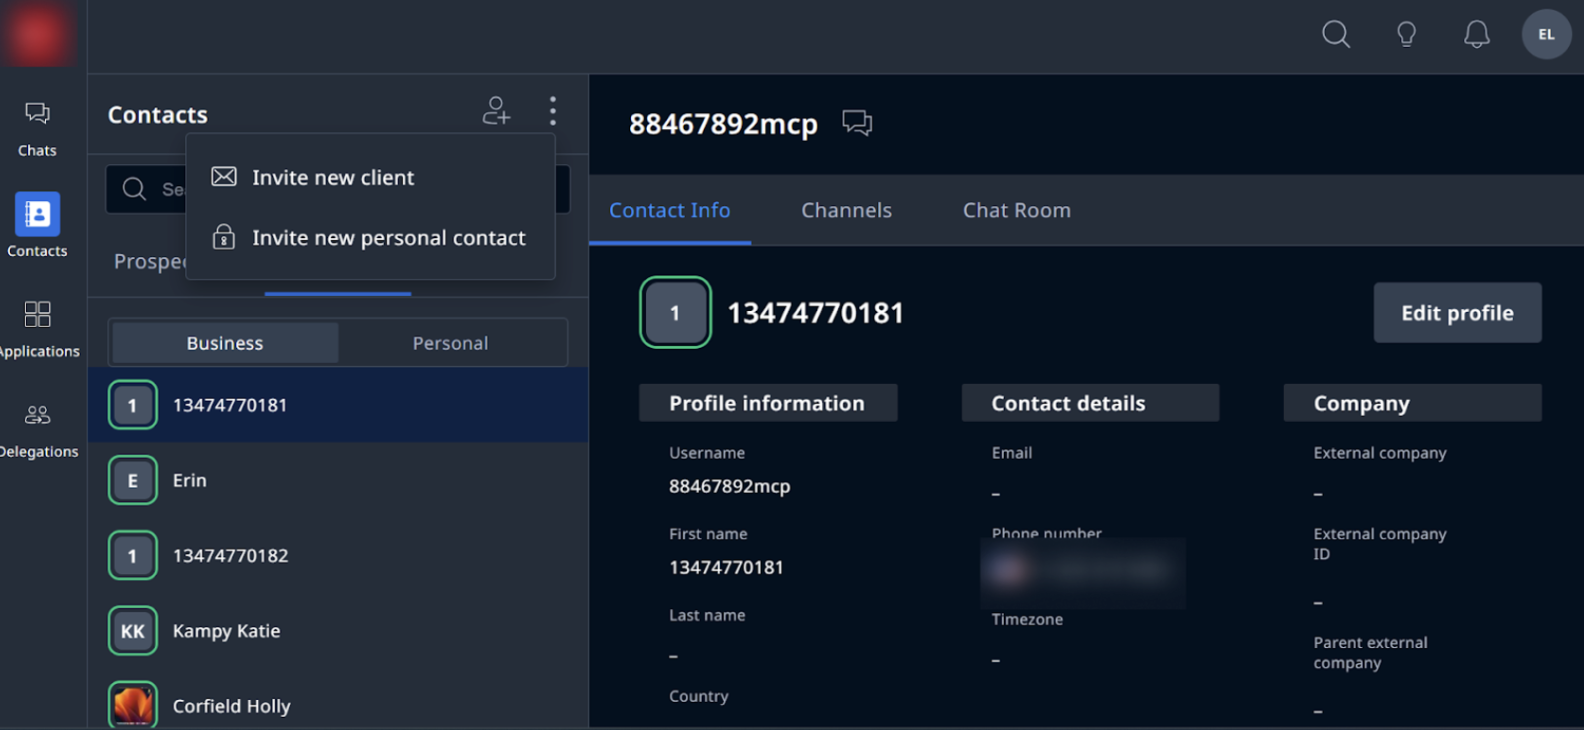 EL
Chats
Contacts
Applications
Delegations
Contacts
Invite new client
Invite new personal contact
Business
Personal
1
13474770181
E
Erin
1
13474770182
KK
Kampy Katie
Corfield Holly
88467892mcp
Contact Info
Channels
Chat Room
1
13474770181
Edit profile
Profile information
Username
88467892mcp
First name
13474770181
Last name
–
Country
Contact details
Email
–
Phone number
Timezone
–
Company
External company
–
External company
ID
–
Parent external
company
–